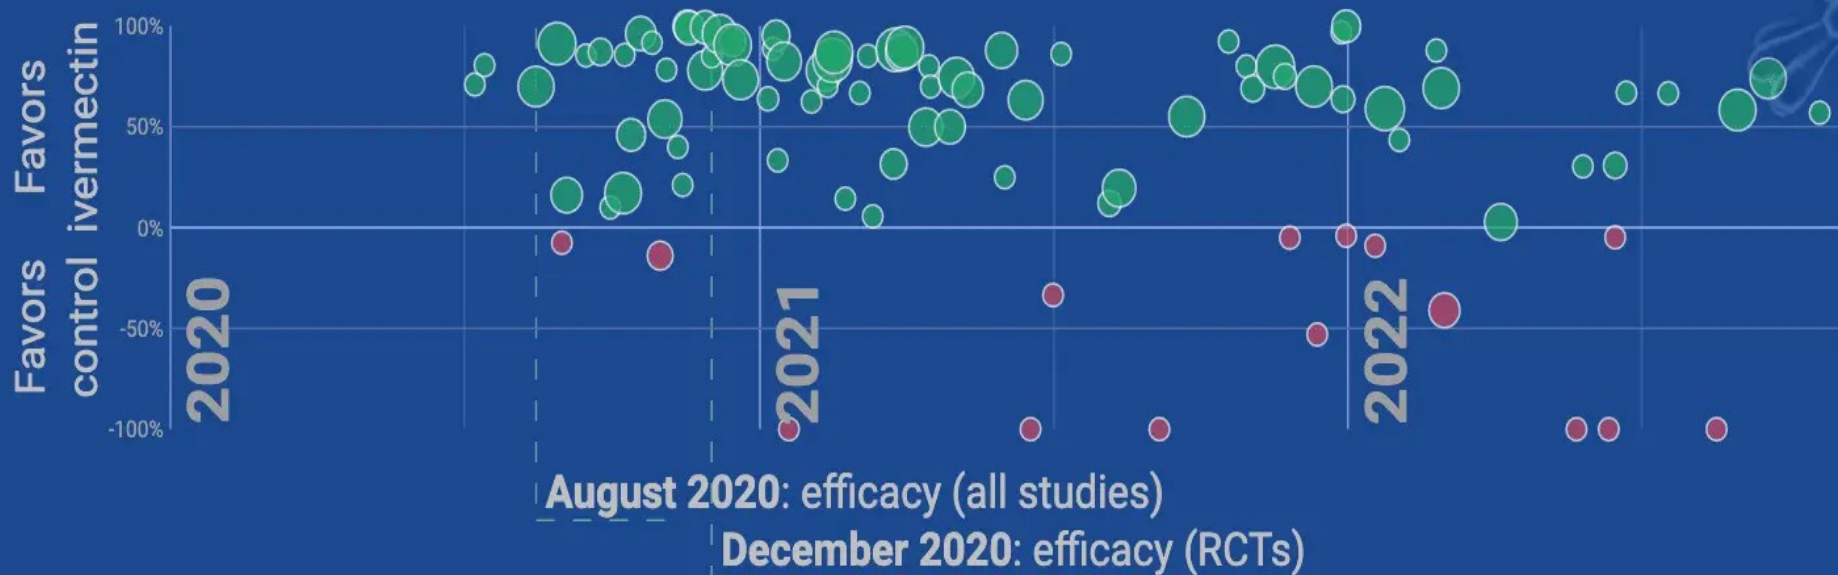 Favors
ivermectin
Favors
control
100%
50%
0%
-50%
-100%
2020
2021
2022
August 2020: efficacy (all studies)
December 2020: efficacy (RCTs)